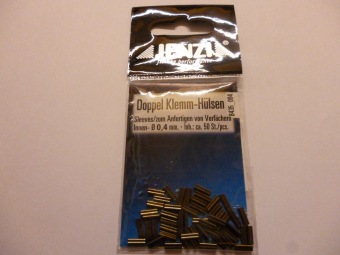 JENZI
Doppel Klemm-Hülsen
Sleeves/zum Anfertigen von Vorfächern
Innen- Ø 0,4 mm. - Inh.: ca. 50 St./pcs.